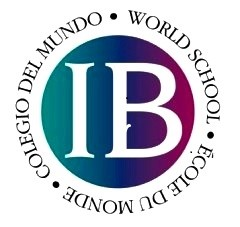 COLEGIO DEL MUNDO • WORLD SCHOOL • ÉCOLE DU MONDE •
IB